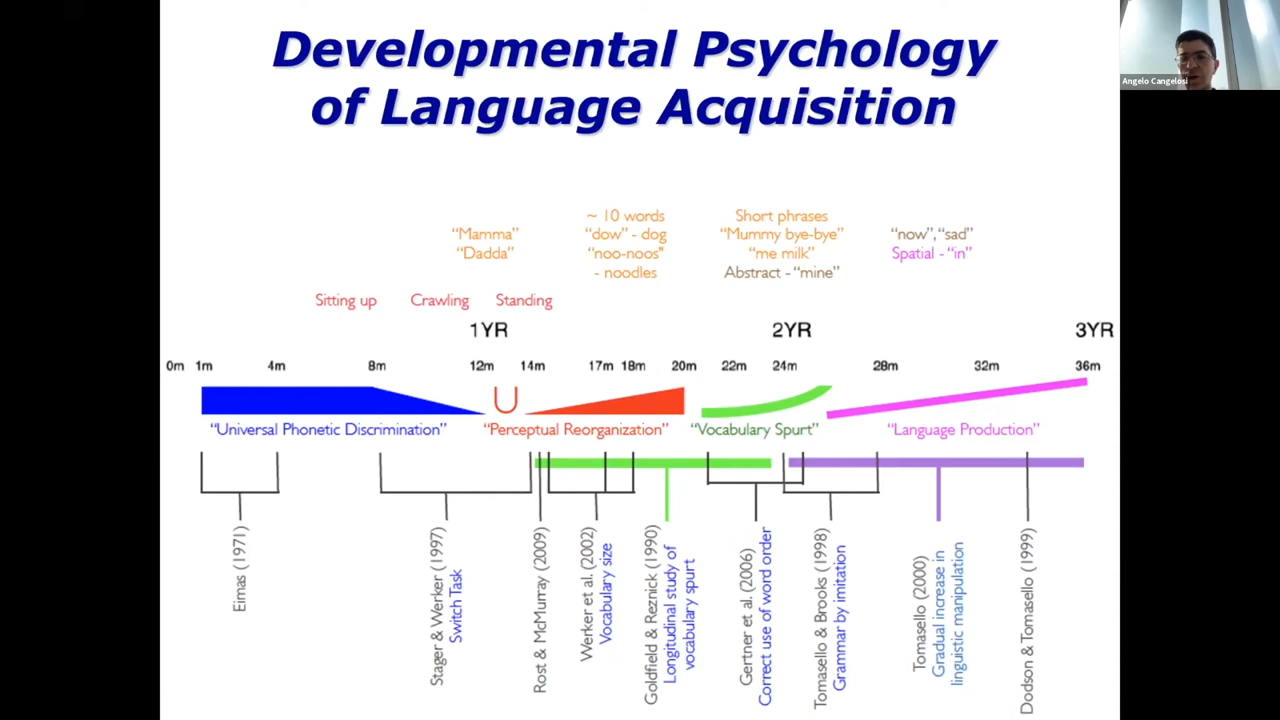 Developmental Psychology
of Language Acquisition
Angelo Cangelosi
"Mamma"
"Dadda"
~ 10 words
"dow" - dog
"noo-noos"
- noodles
Short phrases
"Mummy bye-bye"
"me milk"
Abstract - "mine"
"now", "sad"
Spatial - "in"
Sitting up
Crawling
Standing
1YR
2YR
3YR
0m 1m 4m 8m 12m 14m 17m 18m 20m 22m 24m 28m 32m 36m
U
"Universal Phonetic Discrimination"
"Perceptual Reorganization"
"Vocabulary Spurt"
"Language Production"
Eimas (1971)
Stager & Werker (1997)
Switch Task
Rost & McMurray (2009)
Werker et al. (2002)
Vocabulary size
Goldfield & Reznick (1990)
Longitudinal study of
vocabulary spurt
Gertner et al. (2006)
Correct use of word order
Tomasello & Brooks (1998)
Grammar by imitation
Tomasello (2000)
Gradual increase in
linguistic manipulation
Dodson & Tomasello (1999)